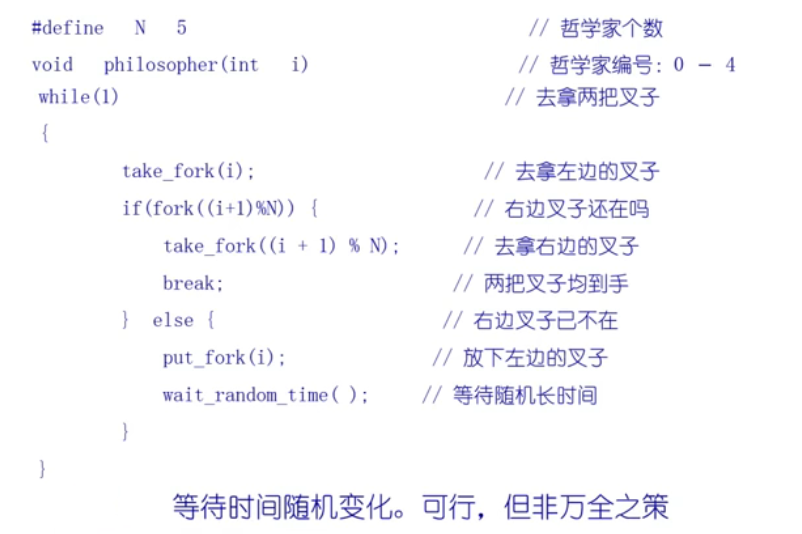 #define N 5 // 哲学家个数
void philosopher(int i) // 哲学家编号: 0 - 4
while(1) // 去拿两把叉子
{
take_fork(i); // 去拿左边的叉子
if(fork((i+1)%N)) { // 右边叉子还在吗
take_fork((i + 1) % N); // 去拿右边的叉子
break; // 两把叉子均到手
} else { // 右边叉子已不在
put_fork(i); // 放下左边的叉子
wait_random_time( ); // 等待随机长时间
}
}
等待时间随机变化。可行，但非万全之策